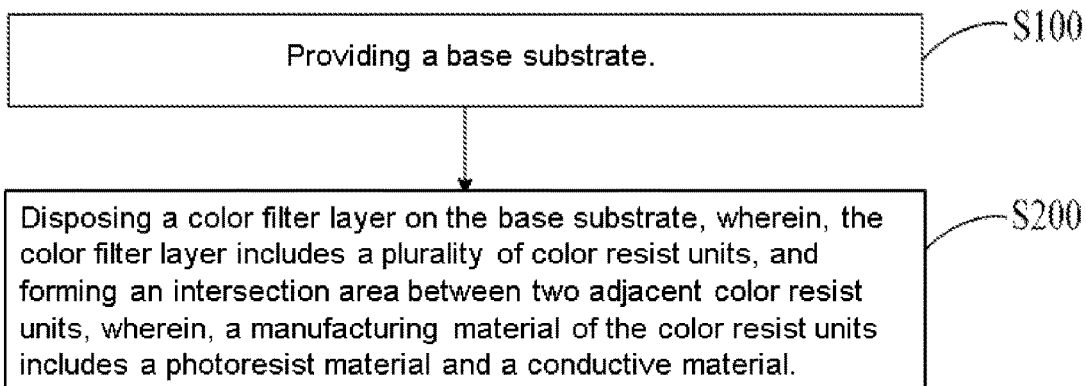 Providing a base substrate.
S100
Disposing a color filter layer on the base substrate, wherein, the
color filter layer includes a plurality of color resist units, and
forming an intersection area between two adjacent color resist
units, wherein, a manufacturing material of the color resist units
includes a photoresist material and a conductive material.
S200